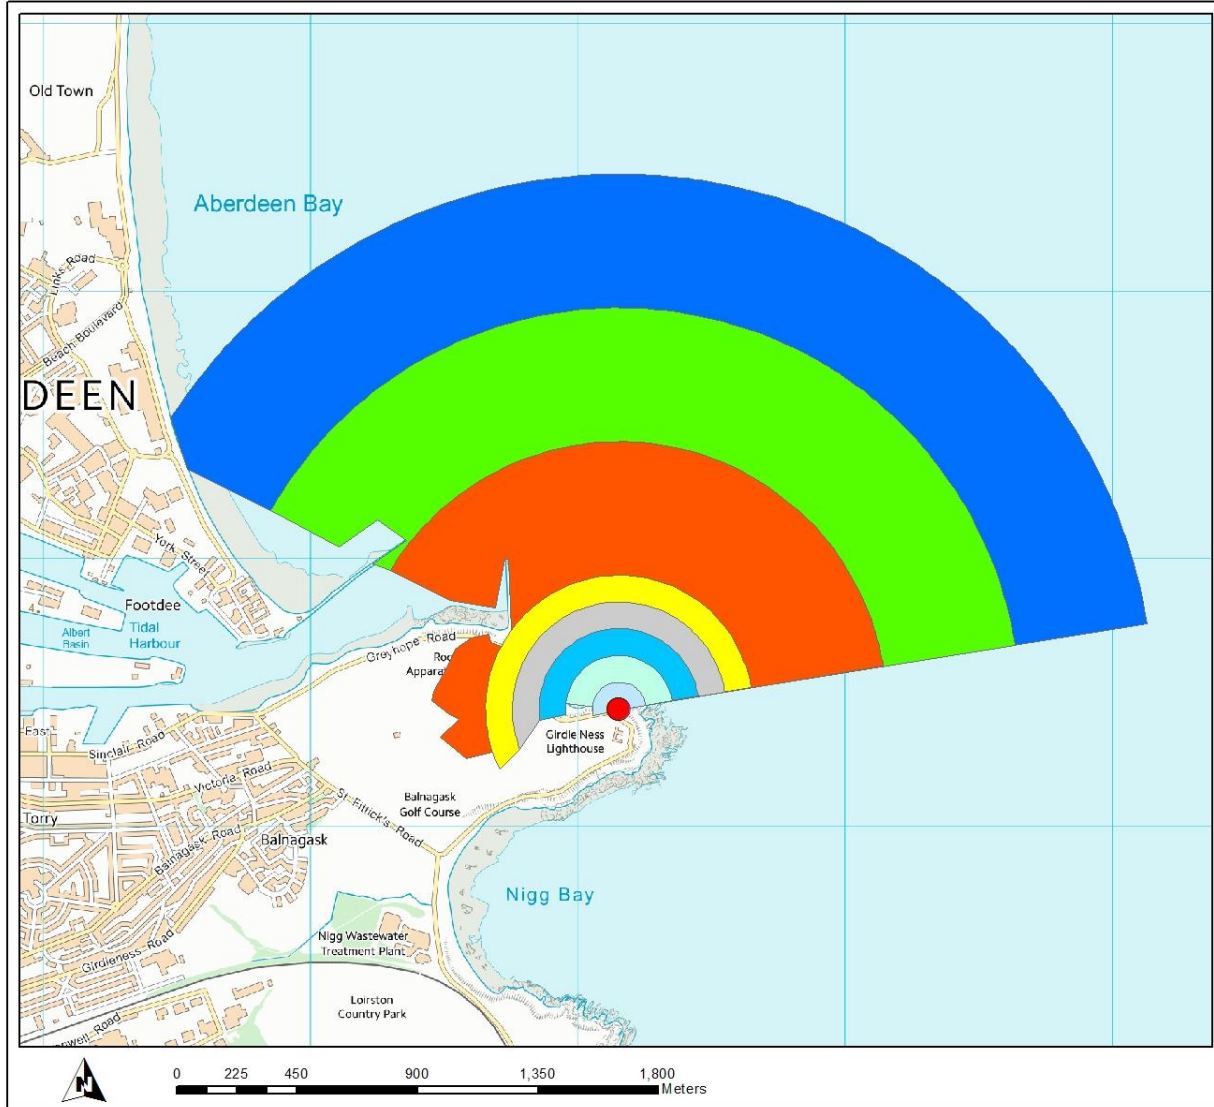 Old Town
Aberdeen Bay
Links Road
Beach Boulevard
DEEN
York Street
Footdee
Albert
Basin
Tidal
Harbour
Greyhope Road
Girdle Ness
Lighthouse
East
Sinclair Road
Victoria Road
St Fittick's Road
Balnagask
Golf Course
Torry
Balnagask Road
Balnagask
Nigg Bay
Nigg Wastewater
Treatment Plant
Girdleness Road
Loirston
Country Park
Road
N
0 225 450 900 1,350 1,800
Meters